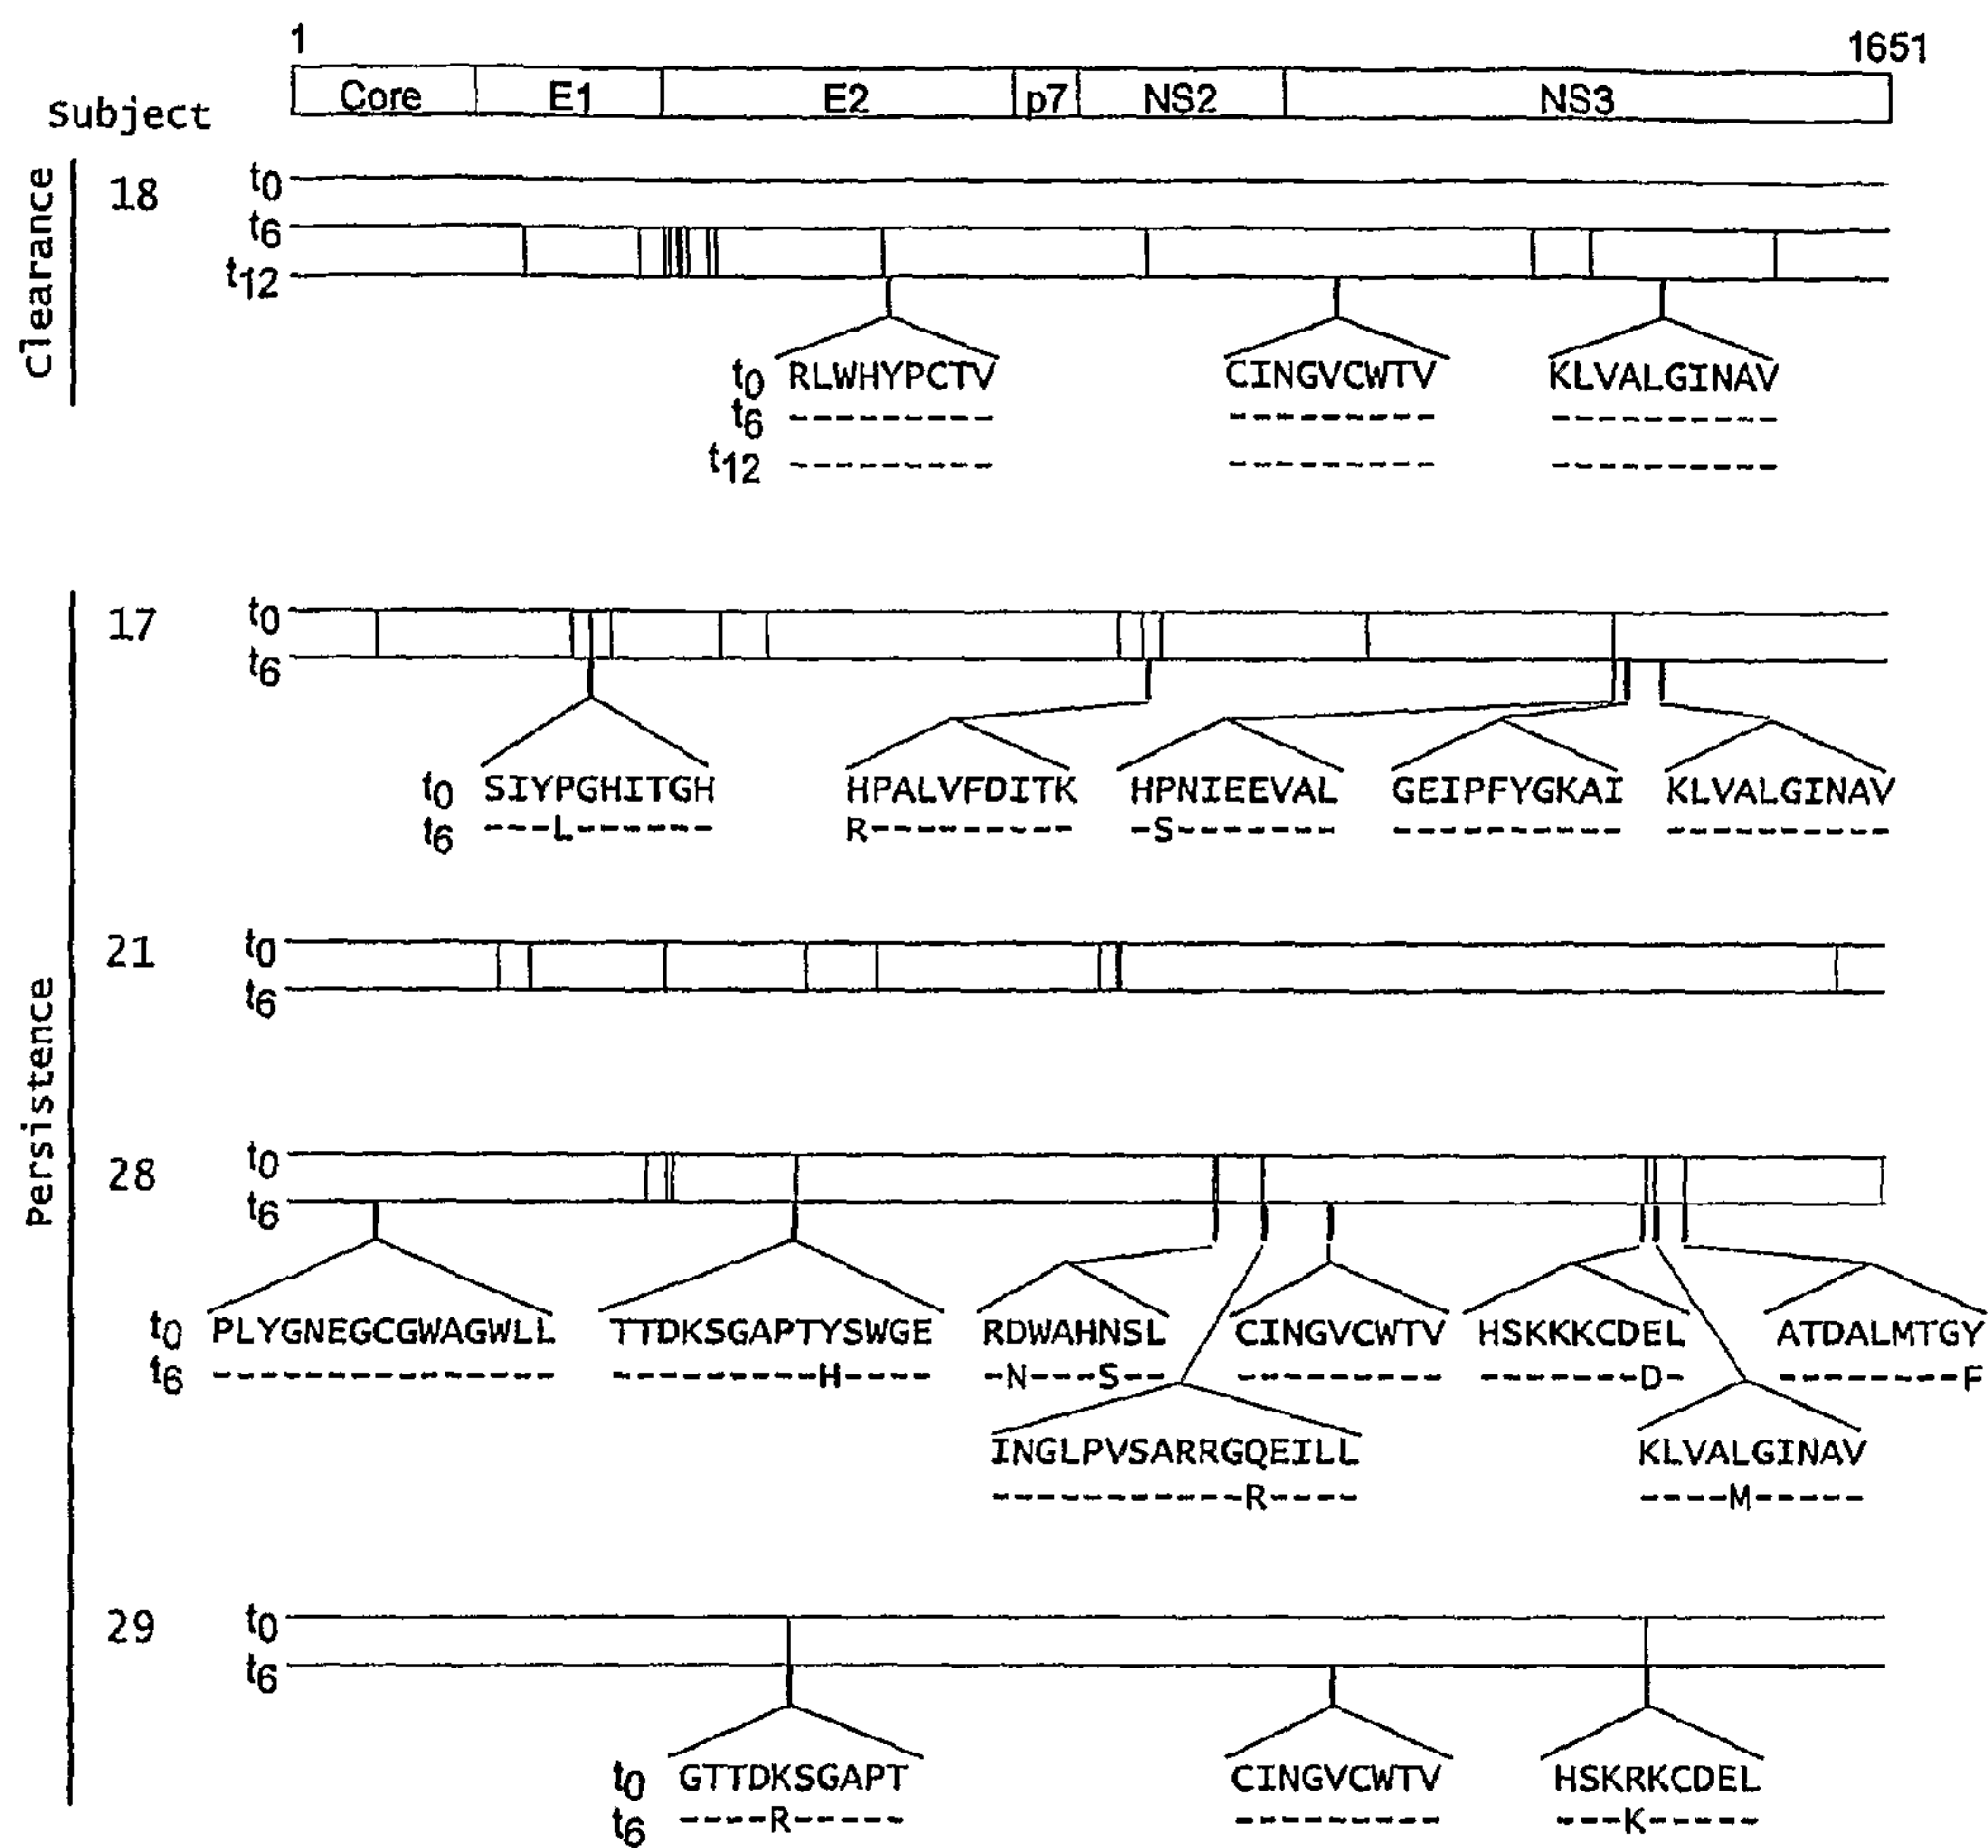 1 1651
Core E1 E2 p7 NS2 NS3
Subject
Clearance
18
t0
t6
t12
t0 RLWHYPCTV CINGVCWTV KLVALGINAV
t6 --------- --------- ----------
t12 --------- --------- ----------
Persistence
17
t0
t6
t0 SIYPGHITGH HPALVFDITK HPNIEEVAL GEIPFYGKAI KLVALGINAV
t6 ---L------ R--------- -S------- ---------- ----------
21
t0
t6
28
t0
t6
t0 PLYGNEGCGWAGWLL TTDKSGAPTYSWGE RDWAHNSL CINGVCWTV HSKKKCDEL ATDALMTGY
t6 --------------- ---------H---- -N---S-- --------- -------D- --------F
INGLPVSARRGQEILL KLVALGINAV
-----------R---- ----M-----
29
t0
t6
t0 GTTDKSGAPT CINGVCWTV HSKRKCDEL
t6 ----R----- --------- ---K-----